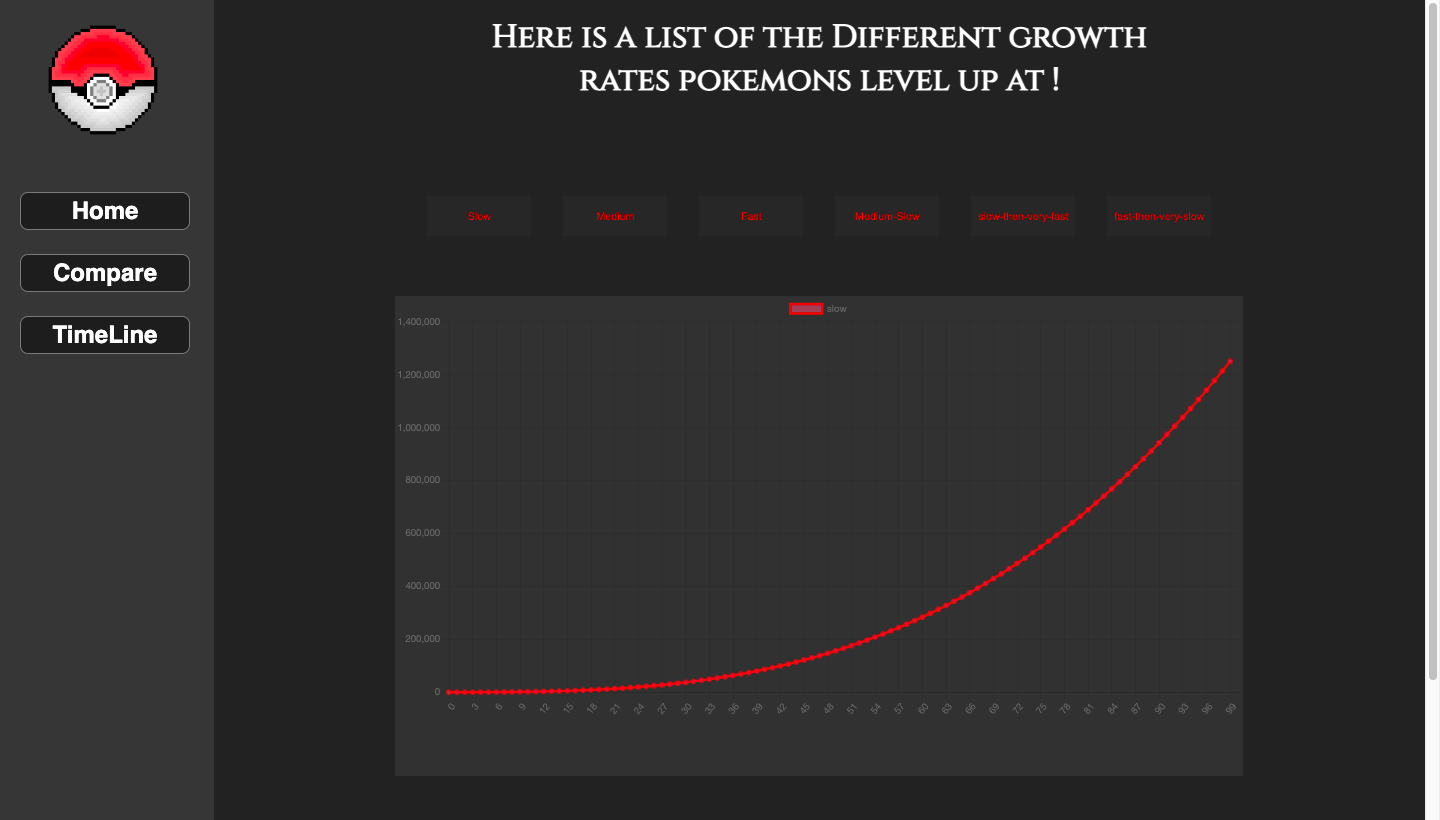 Here is a list of the Different growth
rates pokemons level up at !
Home
Compare
TimeLine
Slow
Medium
Fast
Medium-Slow
slow-then-very-fast
fast-then-very-slow
slow
1,400,000
1,200,000
1,000,000
800,000
600,000
400,000
200,000
0
0 3 6 9 12 15 18 21 24 27 30 33 36 39 42 45 48 51 54 57 60 63 66 69 72 75 78 81 84 87 90 93 96 99